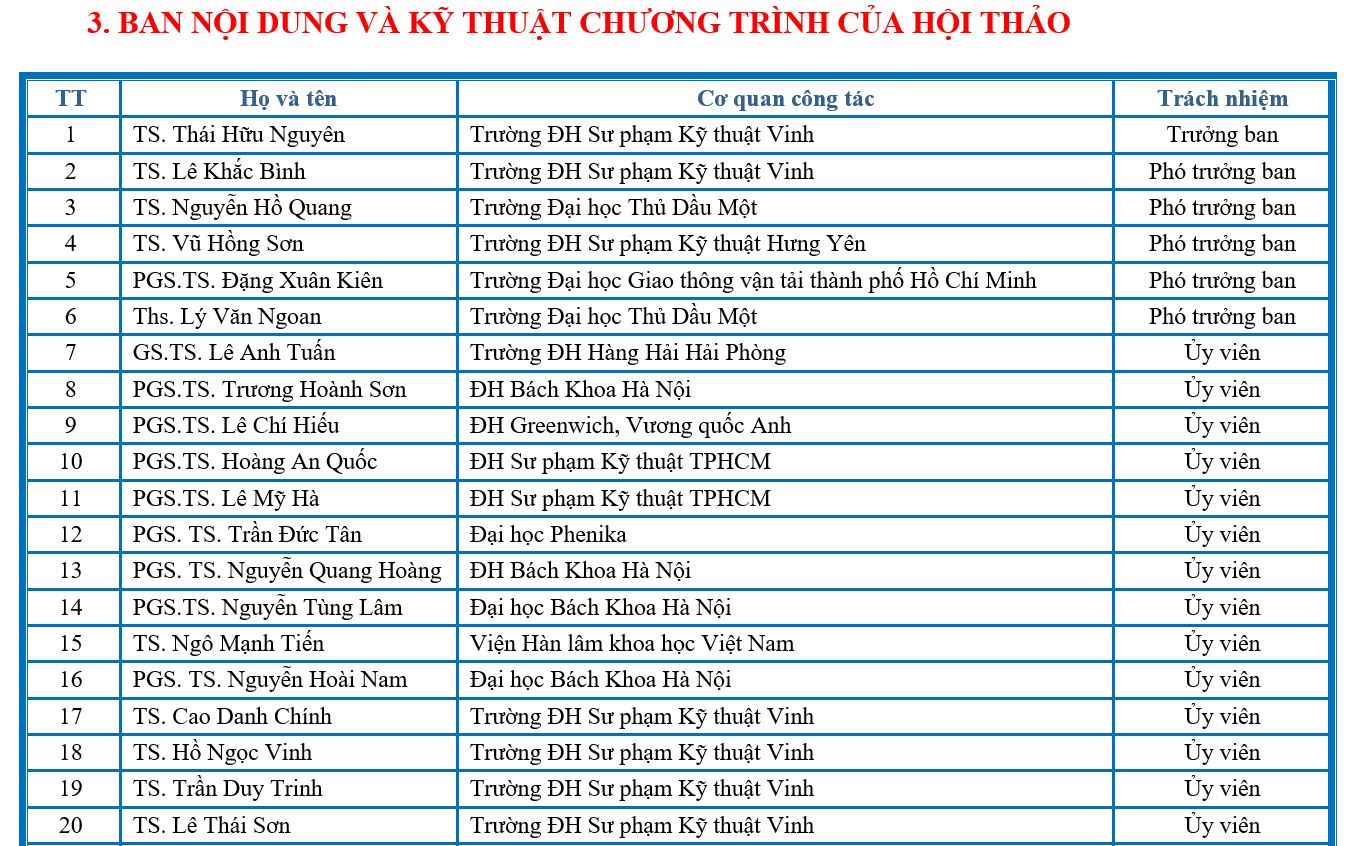 3. BAN NỘI DUNG VÀ KỸ THUẬT CHƯƠNG TRÌNH CỦA HỘI THẢO
TT Họ và tên Cơ quan công tác Trách nhiệm
1 TS. Thái Hữu Nguyên Trường ĐH Sư phạm Kỹ thuật Vinh Trưởng ban
2 TS. Lê Khắc Bình Trường ĐH Sư phạm Kỹ thuật Vinh Phó trưởng ban
3 TS. Nguyễn Hồ Quang Trường Đại học Thủ Dầu Một Phó trưởng ban
4 TS. Vũ Hồng Sơn Trường ĐH Sư phạm Kỹ thuật Hưng Yên Phó trưởng ban
5 PGS.TS. Đặng Xuân Kiên Trường Đại học Giao thông vận tải thành phố Hồ Chí Minh Phó trưởng ban
6 Ths. Lý Văn Ngoan Trường Đại học Thủ Dầu Một Phó trưởng ban
7 GS.TS. Lê Anh Tuấn Trường ĐH Hàng Hải Hải Phòng Ủy viên
8 PGS.TS. Trương Hoành Sơn ĐH Bách Khoa Hà Nội Ủy viên
9 PGS.TS. Lê Chí Hiếu ĐH Greenwich, Vương quốc Anh Ủy viên
10 PGS.TS. Hoàng An Quốc ĐH Sư phạm Kỹ thuật TPHCM Ủy viên
11 PGS.TS. Lê Mỹ Hà ĐH Sư phạm Kỹ thuật TPHCM Ủy viên
12 PGS. TS. Trần Đức Tân Đại học Phenika Ủy viên
13 PGS. TS. Nguyễn Quang Hoàng ĐH Bách Khoa Hà Nội Ủy viên
14 PGS.TS. Nguyễn Tùng Lâm Đại học Bách Khoa Hà Nội Ủy viên
15 TS. Ngô Mạnh Tiến Viện Hàn lâm khoa học Việt Nam Ủy viên
16 PGS. TS. Nguyễn Hoài Nam Đại học Bách Khoa Hà Nội Ủy viên
17 TS. Cao Danh Chính Trường ĐH Sư phạm Kỹ thuật Vinh Ủy viên
18 TS. Hồ Ngọc Vinh Trường ĐH Sư phạm Kỹ thuật Vinh Ủy viên
19 TS. Trần Duy Trinh Trường ĐH Sư phạm Kỹ thuật Vinh Ủy viên
20 TS. Lê Thái Sơn Trường ĐH Sư phạm Kỹ thuật Vinh Ủy viên